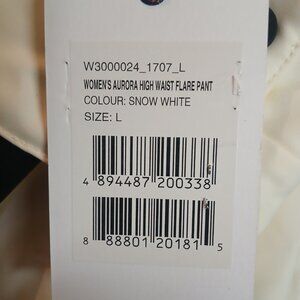 W3000024_1707_L
WOMEN'S AURORA HIGH WAIST FLARE PANT
COLOUR: SNOW WHITE
SIZE: L
4 894487 200338
8 88801 20181 5